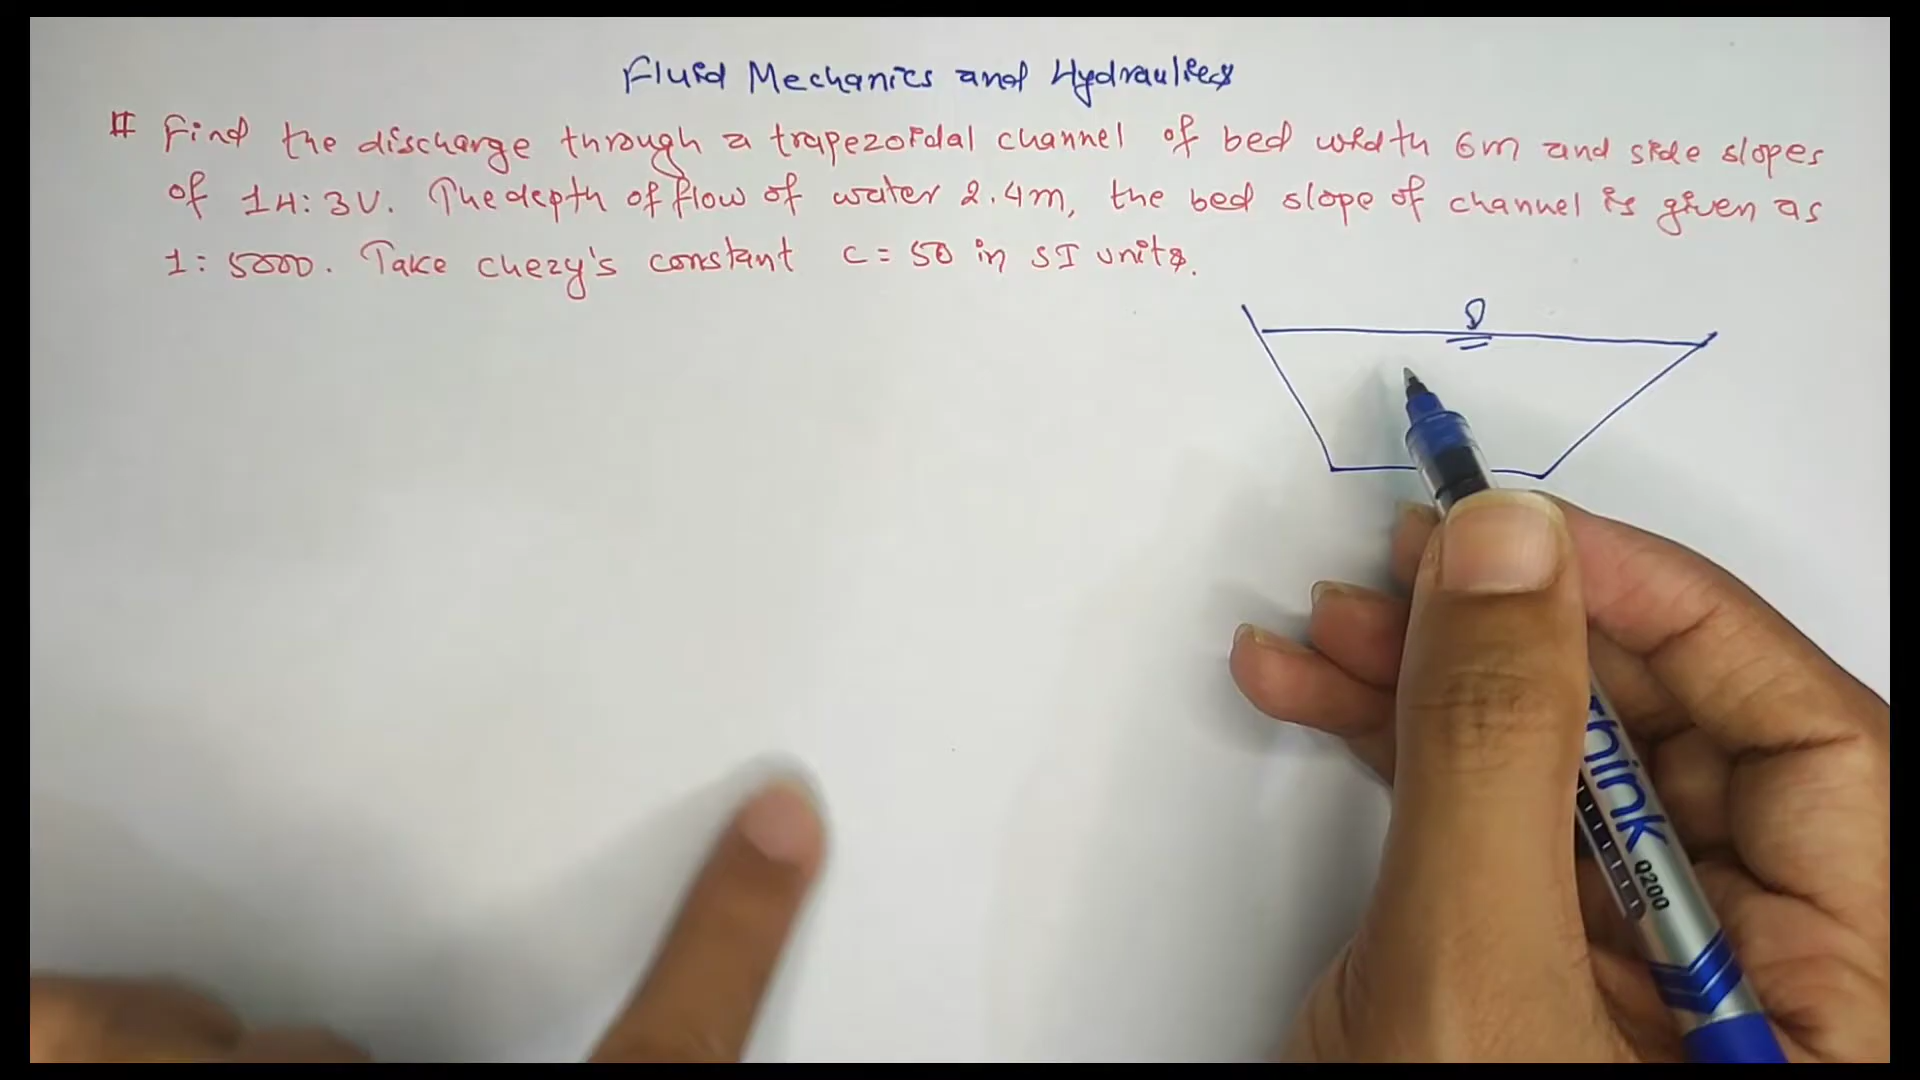 Fluid Mechanics and Hydraulics
# Find the discharge through a trapezoidal channel of bed width 6m and side slopes
of 1H:3V. The depth of flow of water 2.4m, the bed slope of channel is given as
1:5000. Take chezy's constant c=50 in SI units.
Think
Q200